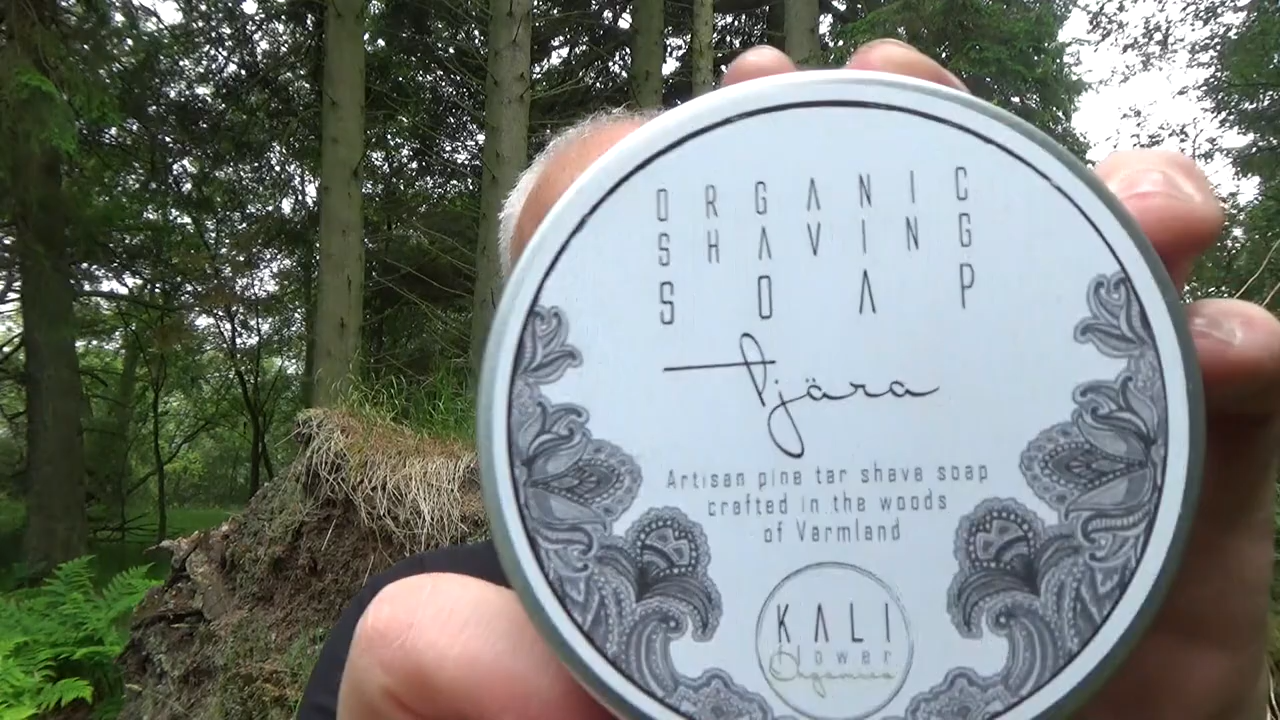 ORGANIC
SHAVING
SOAP
Tjära
Artisan pine tar shave soap
crafted in the woods
of Varmland
KALI
flower
Organics